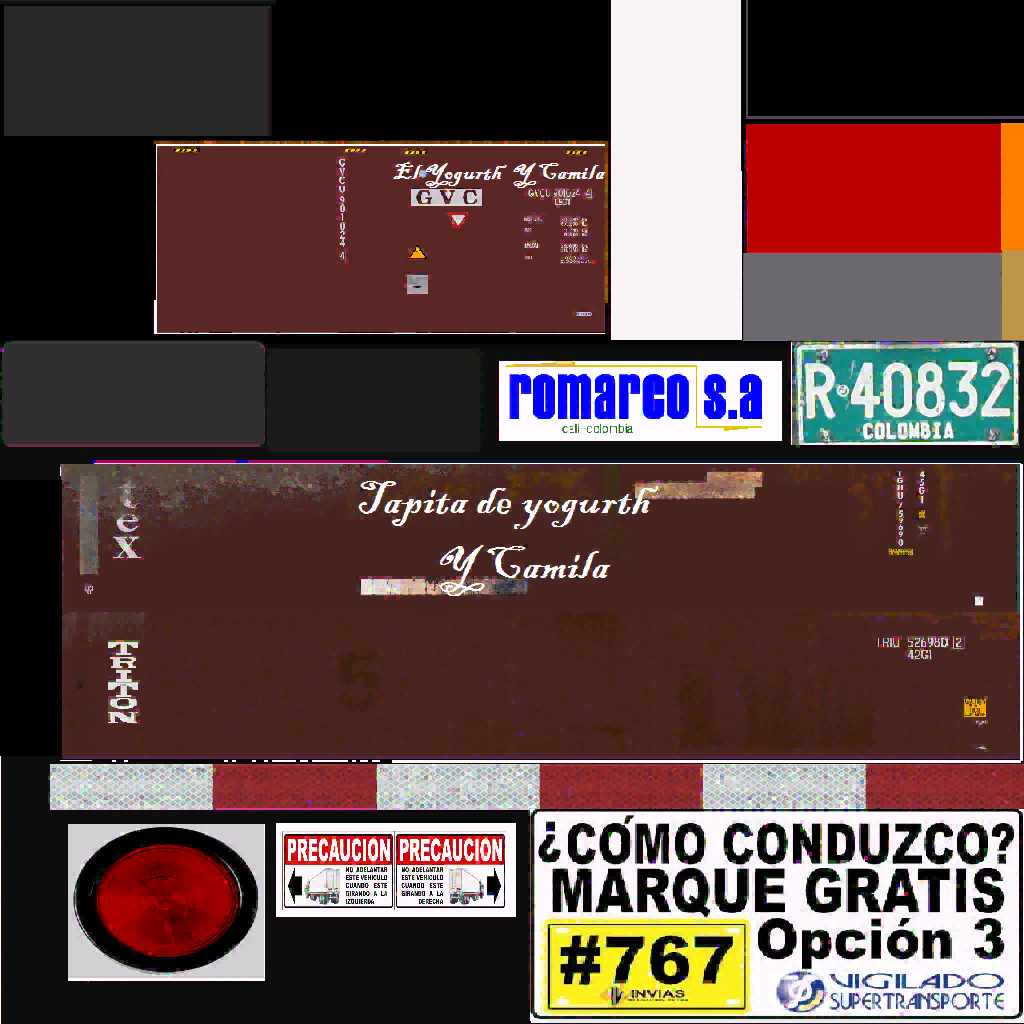 El Yogurth Y Camila
GVC
GVCU 901024 4
romarco s.a
cali-colombia
R-40832
COLOMBIA
teX
Tapita de yogurth
Y Camila
45G1
TRITON
TRIU 52698D 2
42G1
PRECAUCION PRECAUCION
NO ADELANTAR
ESTE VEHICULO
CUANDO ESTE
GIRANDO A LA
IZQUIERDA
NO ADELANTAR
ESTE VEHICULO
CUANDO ESTE
GIRANDO A LA
DERECHA
¿CÓMO CONDUZCO?
MARQUE GRATIS
#767 Opción 3
INVIAS
VIGILADO
SUPERTRANSPORTE